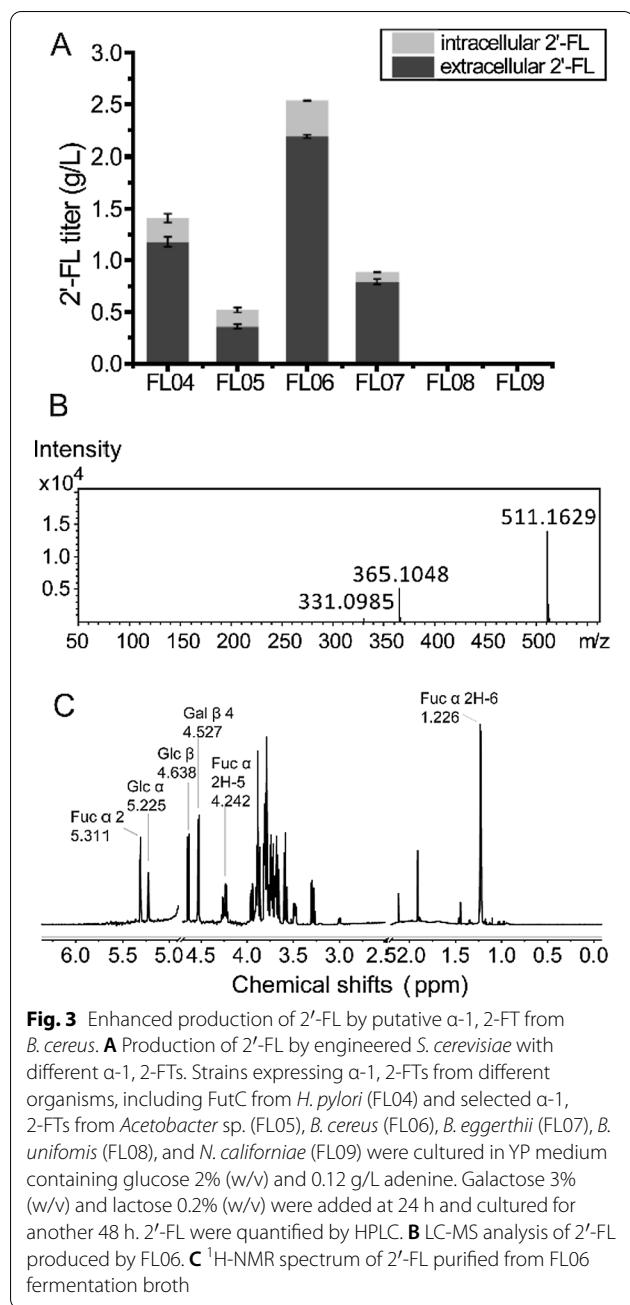 A
intracellular 2'-FL
extracellular 2'-FL
2'-FL titer (g/L)
3.0
2.5
2.0
1.5
1.0
0.5
0.0
FL04 FL05 FL06 FL07 FL08 FL09
B
Intensity
x10⁴
1.5
1.0
0.5
331.0985
365.1048
511.1629
50 100 150 200 250 300 350 400 450 500 m/z
C
Fuc α 2
5.311
Glc α
5.225
Glc β
4.638
Gal β 4
4.527
Fuc α
2H-5
4.242
Fuc α 2H-6
1.226
6.0 5.5 5.0 4.5 4.0 3.5 3.0 2.5 2.0 1.5 1.0 0.5 0.0
Chemical shifts (ppm)
Fig. 3 Enhanced production of 2′-FL by putative α-1, 2-FT from
B. cereus. A Production of 2′-FL by engineered S. cerevisiae with
different α-1, 2-FTs. Strains expressing α-1, 2-FTs from different
organisms, including FutC from H. pylori (FL04) and selected α-1,
2-FTs from Acetobacter sp. (FL05), B. cereus (FL06), B. eggerthii (FL07), B.
unifomis (FL08), and N. californiae (FL09) were cultured in YP medium
containing glucose 2% (w/v) and 0.12 g/L adenine. Galactose 3%
(w/v) and lactose 0.2% (w/v) were added at 24 h and cultured for
another 48 h. 2′-FL were quantified by HPLC. B LC-MS analysis of 2′-FL
produced by FL06. C ¹H-NMR spectrum of 2′-FL purified from FL06
fermentation broth